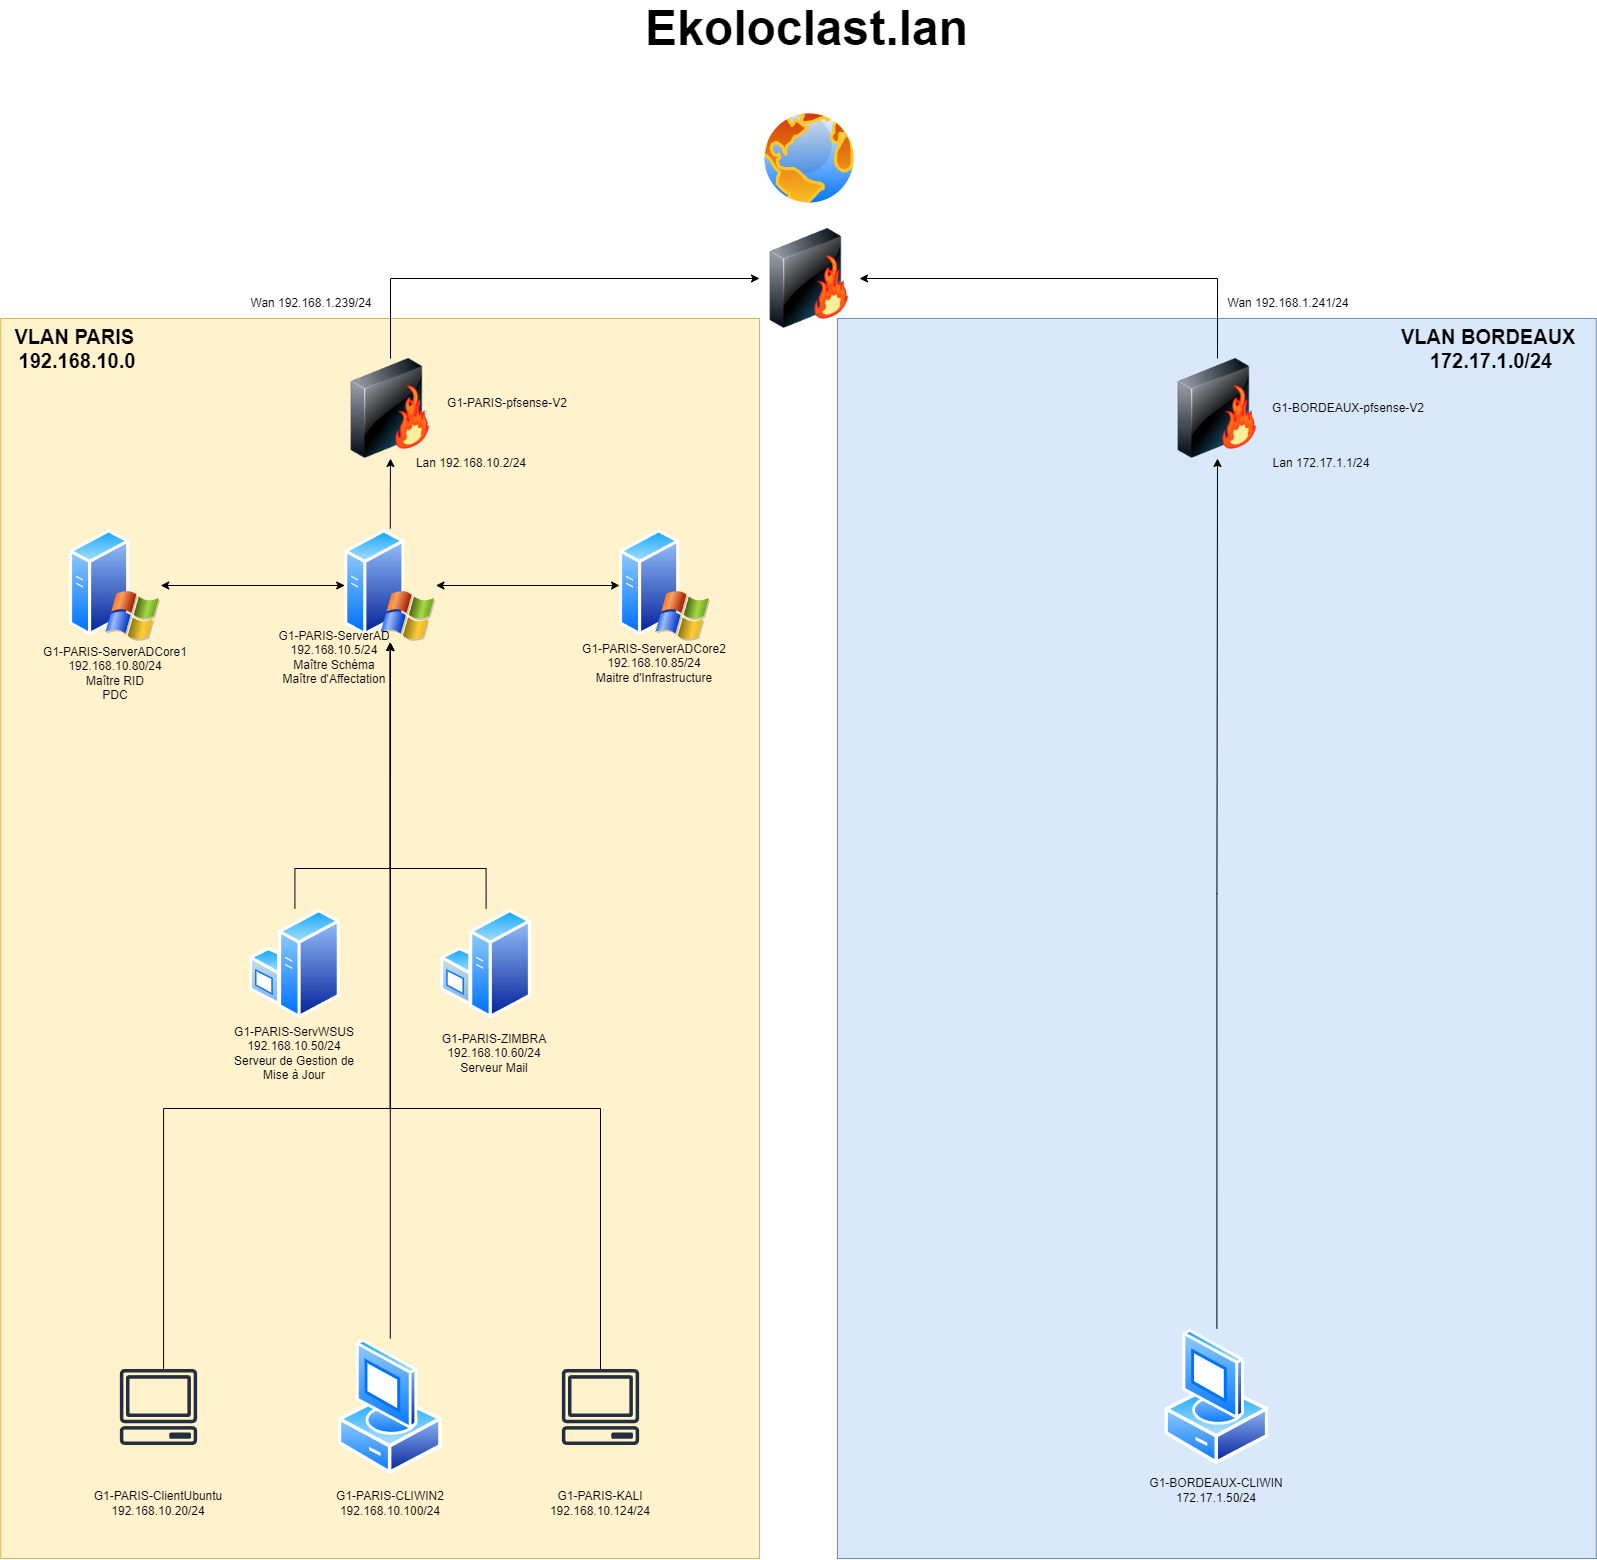 Ekoloclast.lan
Wan 192.168.1.239/24
Wan 192.168.1.241/24
VLAN PARIS
192.168.10.0
VLAN BORDEAUX
172.17.1.0/24
G1-PARIS-pfsense-V2
G1-BORDEAUX-pfsense-V2
Lan 192.168.10.2/24
Lan 172.17.1.1/24
G1-PARIS-ServerADCore1
192.168.10.80/24
Maître RID
PDC
G1-PARIS-ServerAD
192.168.10.5/24
Maître Schéma
Maître d'Affectation
G1-PARIS-ServerADCore2
192.168.10.85/24
Maitre d'Infrastructure
G1-PARIS-ServWSUS
192.168.10.50/24
Serveur de Gestion de
Mise à Jour
G1-PARIS-ZIMBRA
192.168.10.60/24
Serveur Mail
G1-PARIS-ClientUbuntu
192.168.10.20/24
G1-PARIS-CLIWIN2
192.168.10.100/24
G1-PARIS-KALI
192.168.10.124/24
G1-BORDEAUX-CLIWIN
172.17.1.50/24